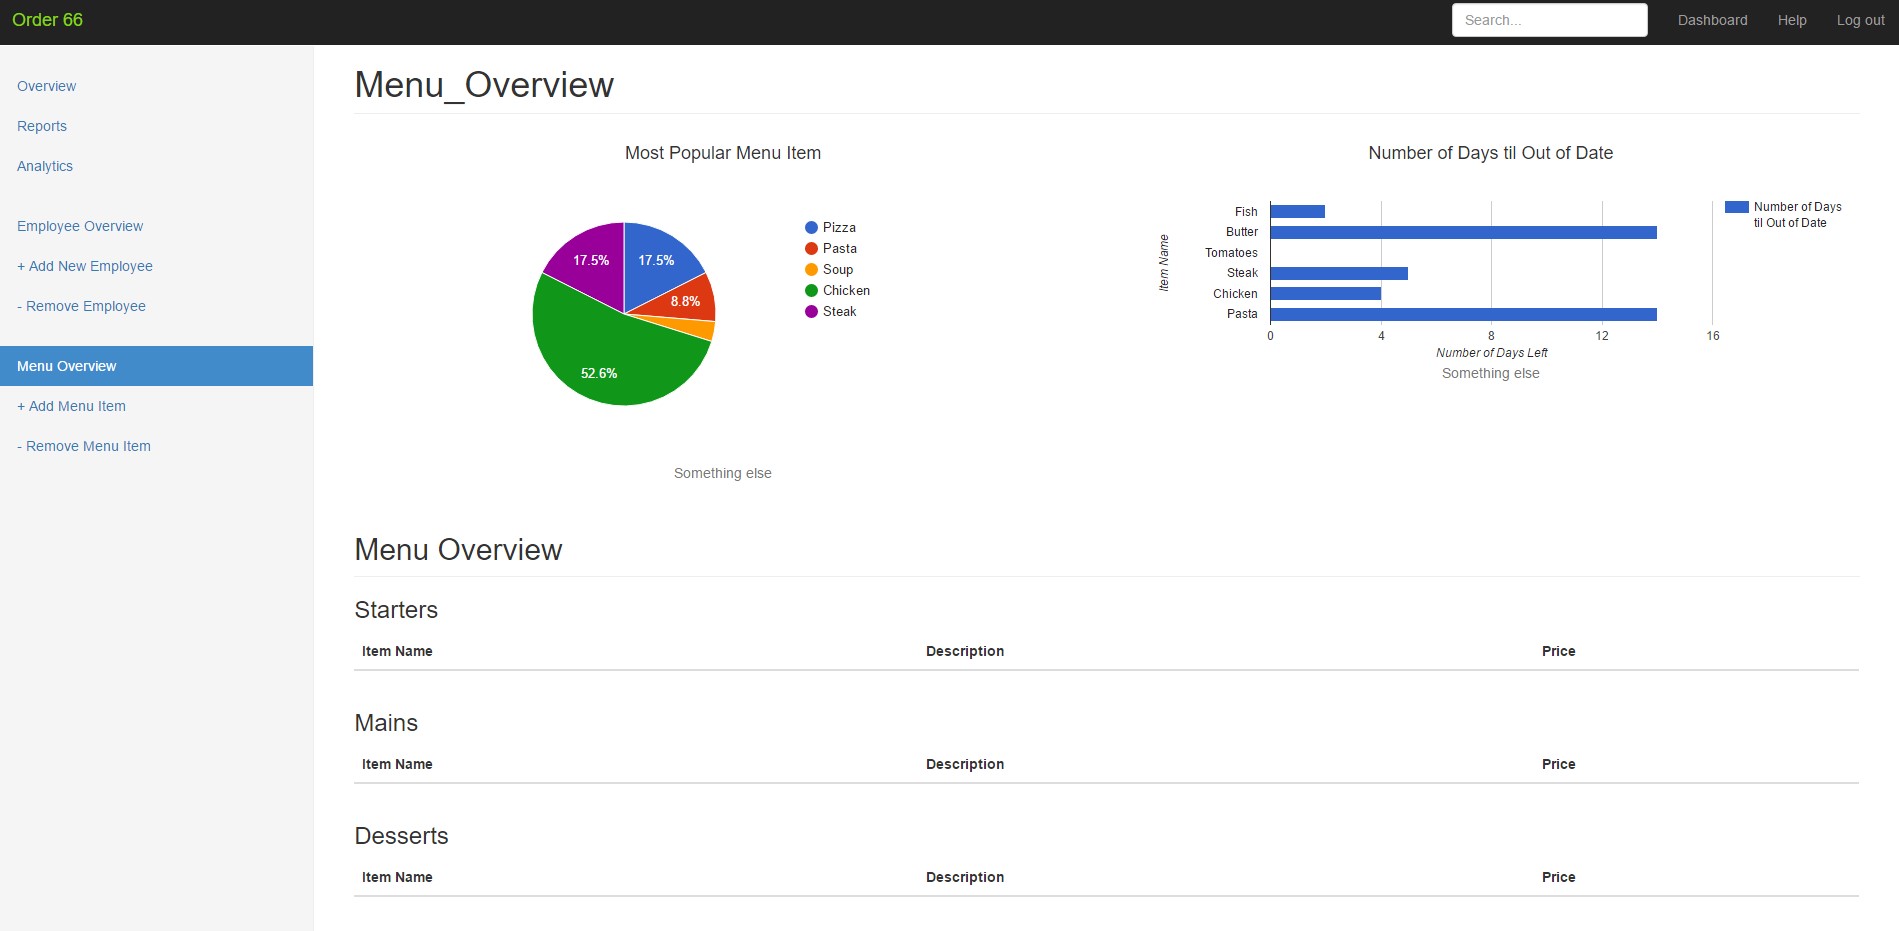 Order 66
Search...
Dashboard
Help
Log out
Overview
Reports
Analytics
Employee Overview
+ Add New Employee
- Remove Employee
Menu Overview
+ Add Menu Item
- Remove Menu Item
Menu_Overview
Most Popular Menu Item
17.5%
17.5%
8.8%
52.6%
Pizza
Pasta
Soup
Chicken
Steak
Something else
Number of Days til Out of Date
Item Name
Fish
Butter
Tomatoes
Steak
Chicken
Pasta
0 4 8 12 16
Number of Days Left
Number of Days
til Out of Date
Something else
Menu Overview
Starters
Item Name Description Price
Mains
Item Name Description Price
Desserts
Item Name Description Price